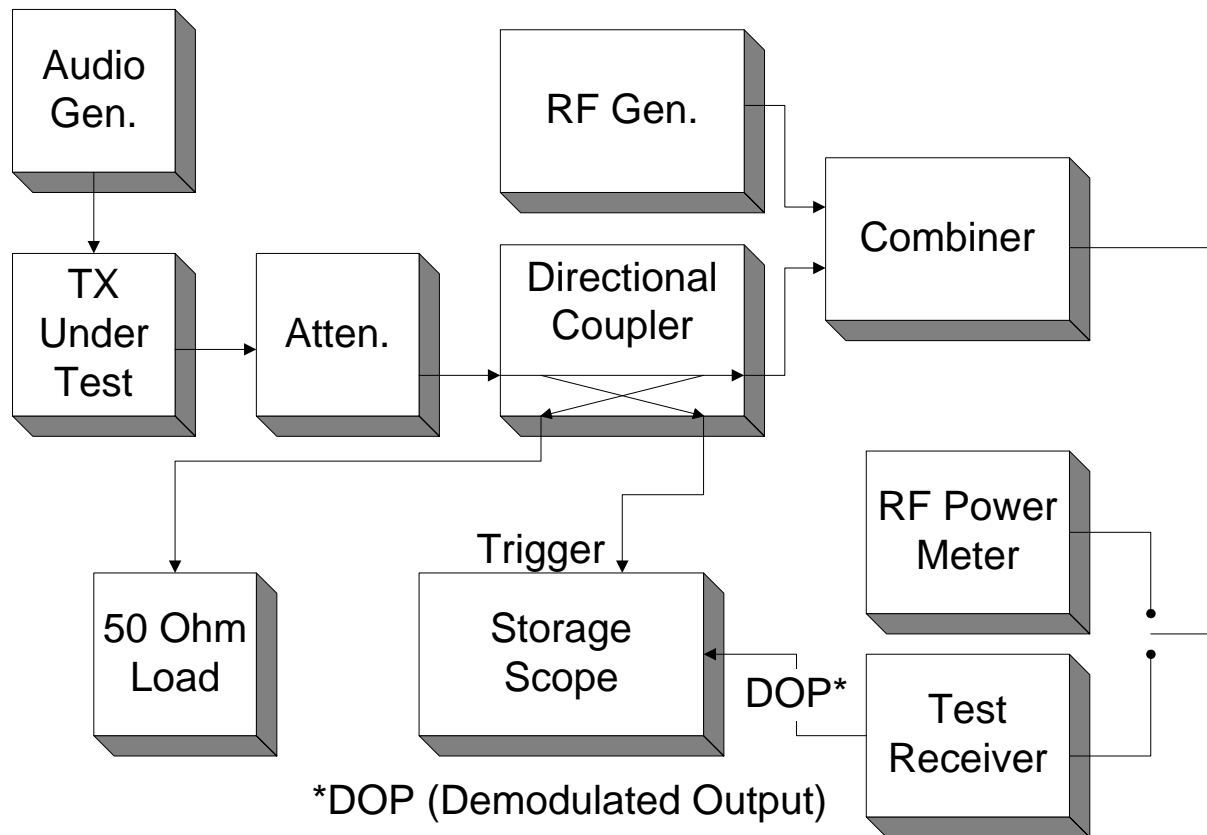 Audio
Gen.
RF Gen.
Combiner
TX
Under
Test
Atten.
Directional
Coupler
RF Power
Meter
Trigger
50 Ohm
Load
Storage
Scope
DOP*
Test
Receiver
*DOP (Demodulated Output)